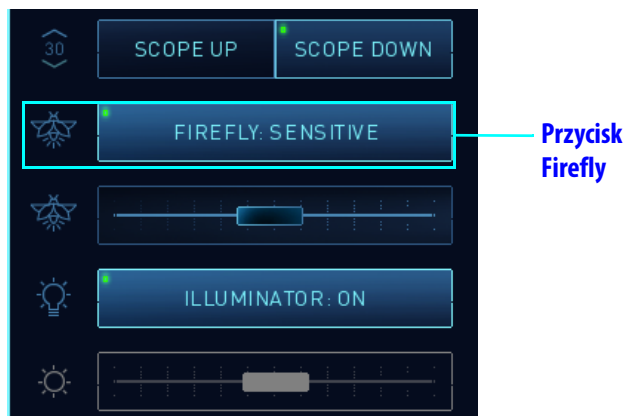 30
SCOPE UP
SCOPE DOWN
FIREFLY: SENSITIVE
Przycisk
Firefly
ILLUMINATOR: ON